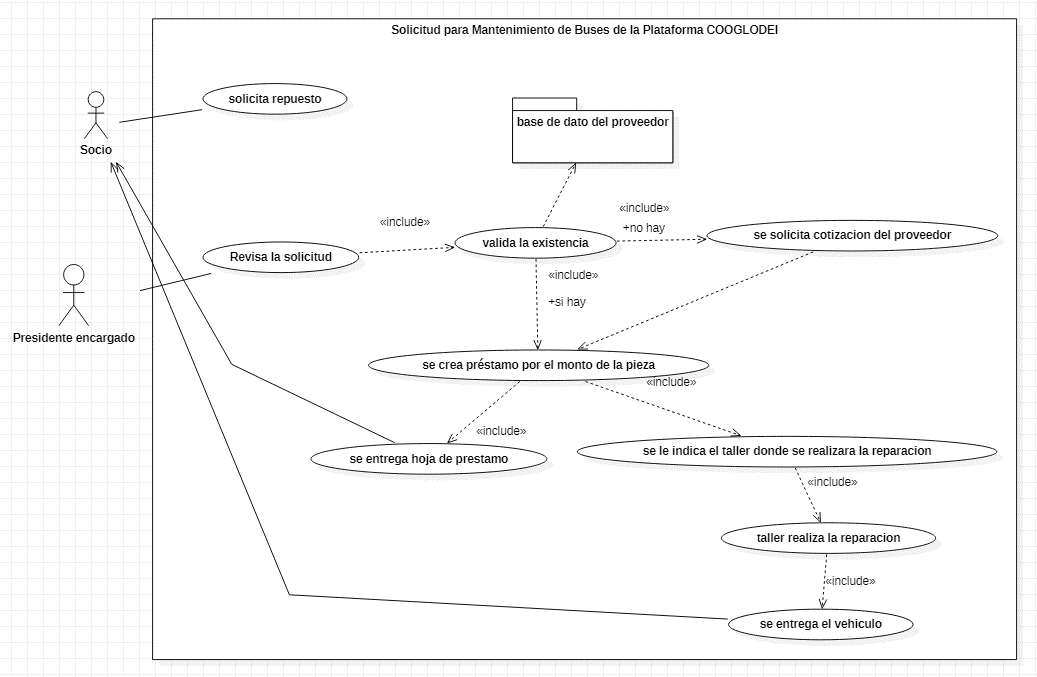 Solicitud para Mantenimiento de Buses de la Plataforma COOGLODEI
solicita repuesto
Socio
base de dato del proveedor
«include»
«include»
+no hay
valida la existencia
se solicita cotizacion del proveedor
Revisa la solicitud
«include»
+si hay
Presidente encargado
se crea préstamo por el monto de la pieza
«include»
«include»
se entrega hoja de prestamo
se le indica el taller donde se realizara la reparacion
«include»
taller realiza la reparacion
«include»
se entrega el vehiculo